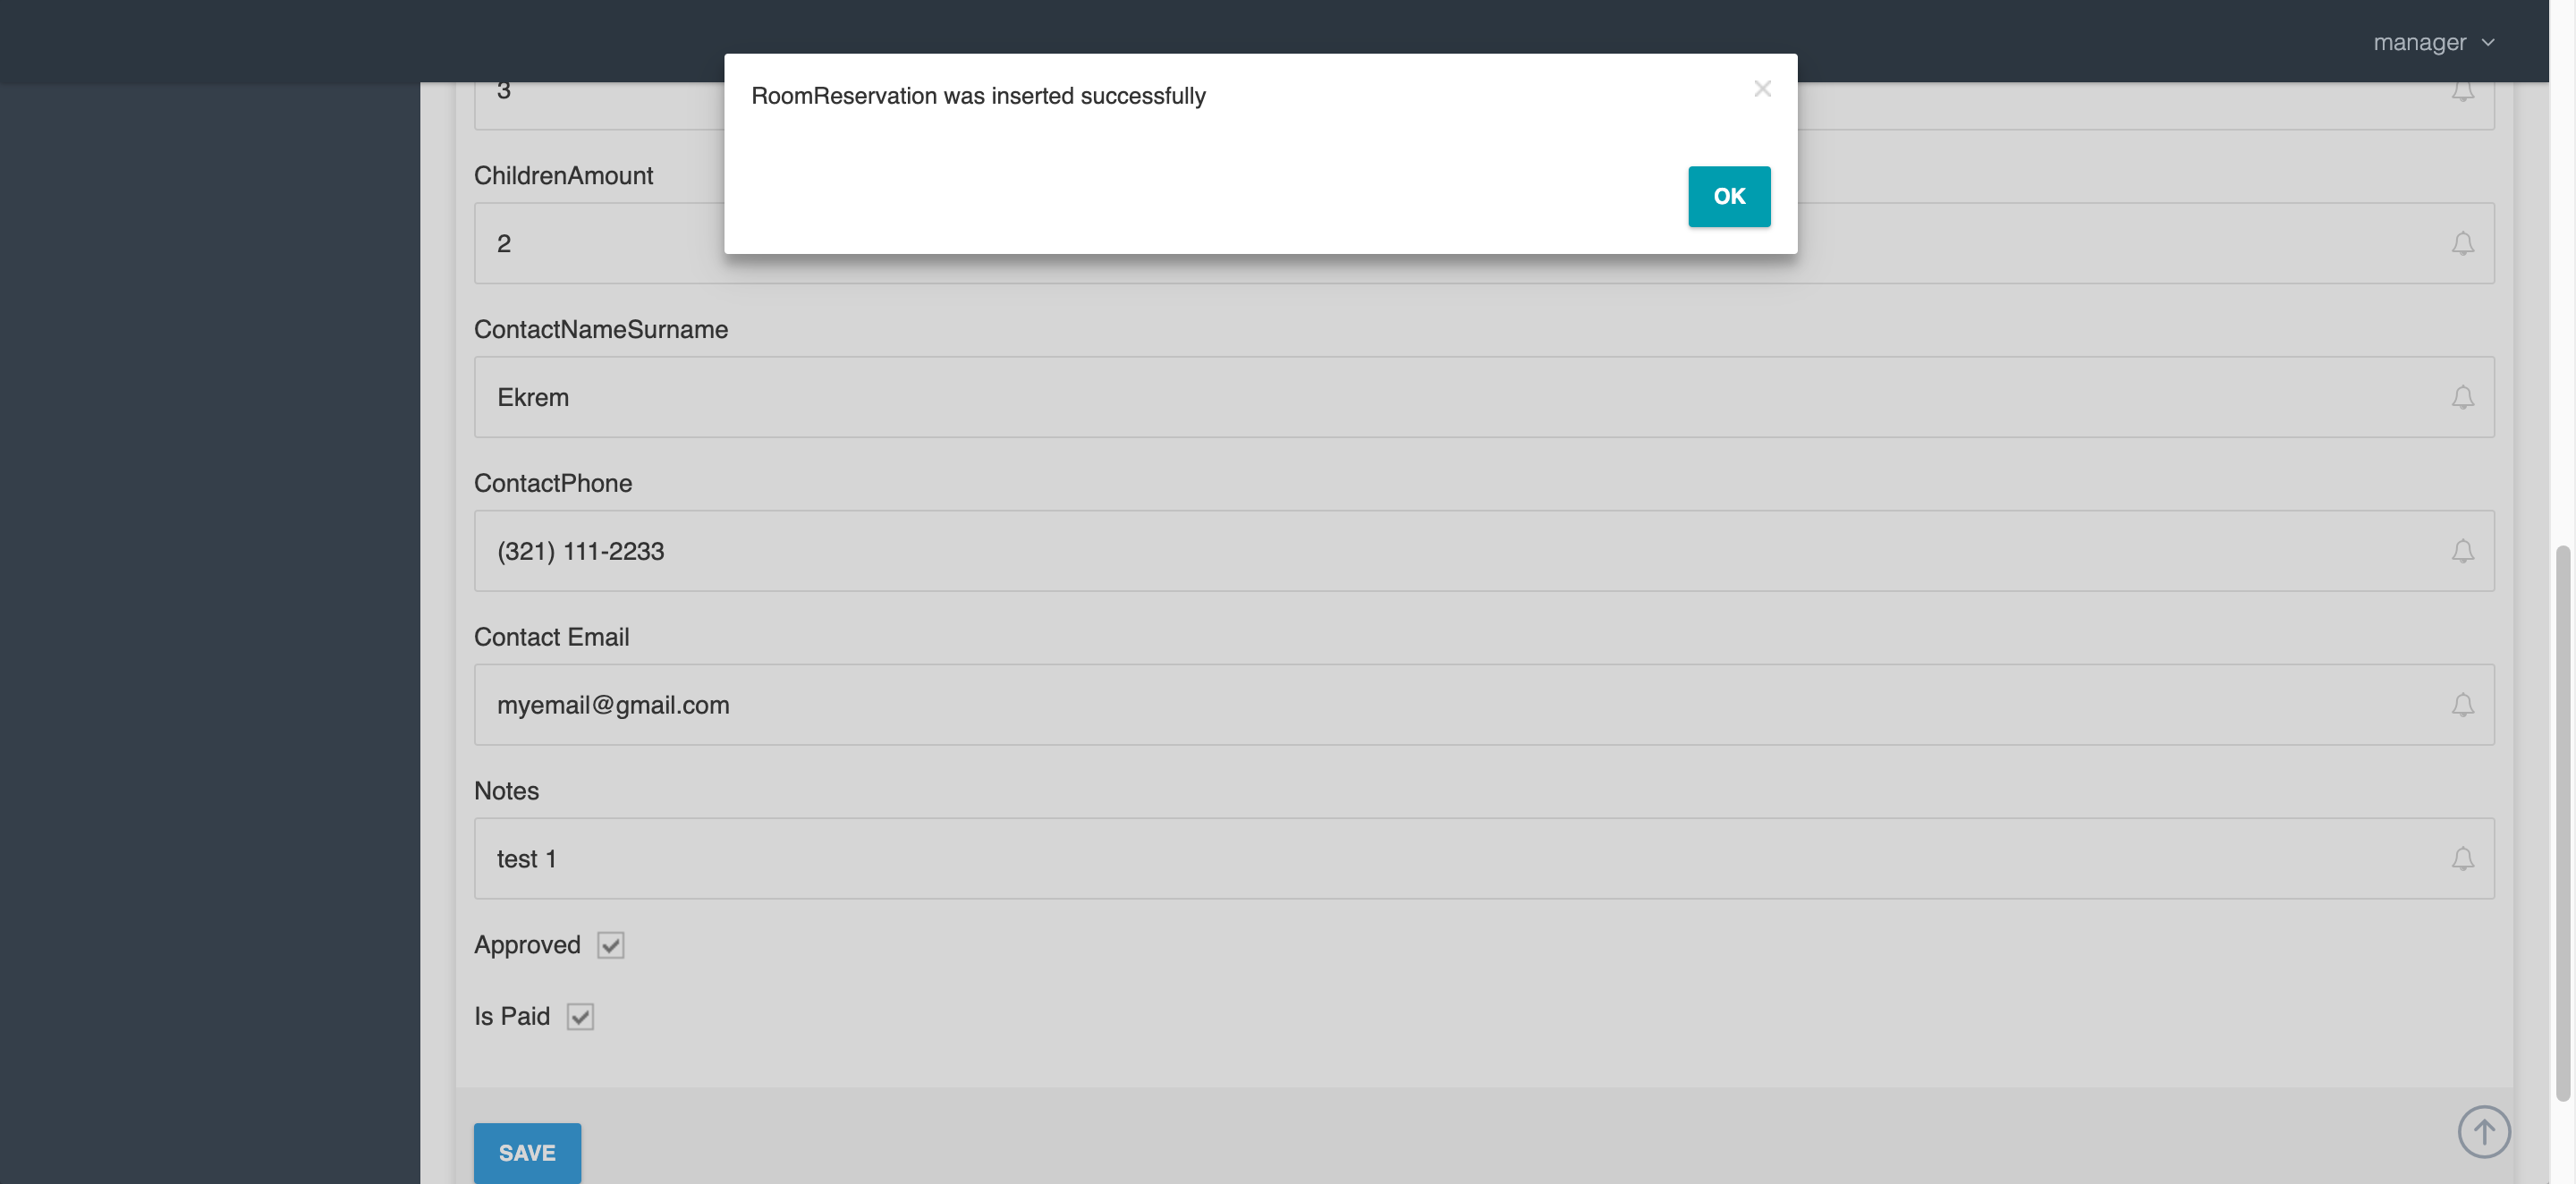 manager
RoomReservation was inserted successfully
×
OK
3
ChildrenAmount
2
ContactNameSurname
Ekrem
ContactPhone
(321) 111-2233
Contact Email
myemail@gmail.com
Notes
test 1
Approved
Is Paid
SAVE